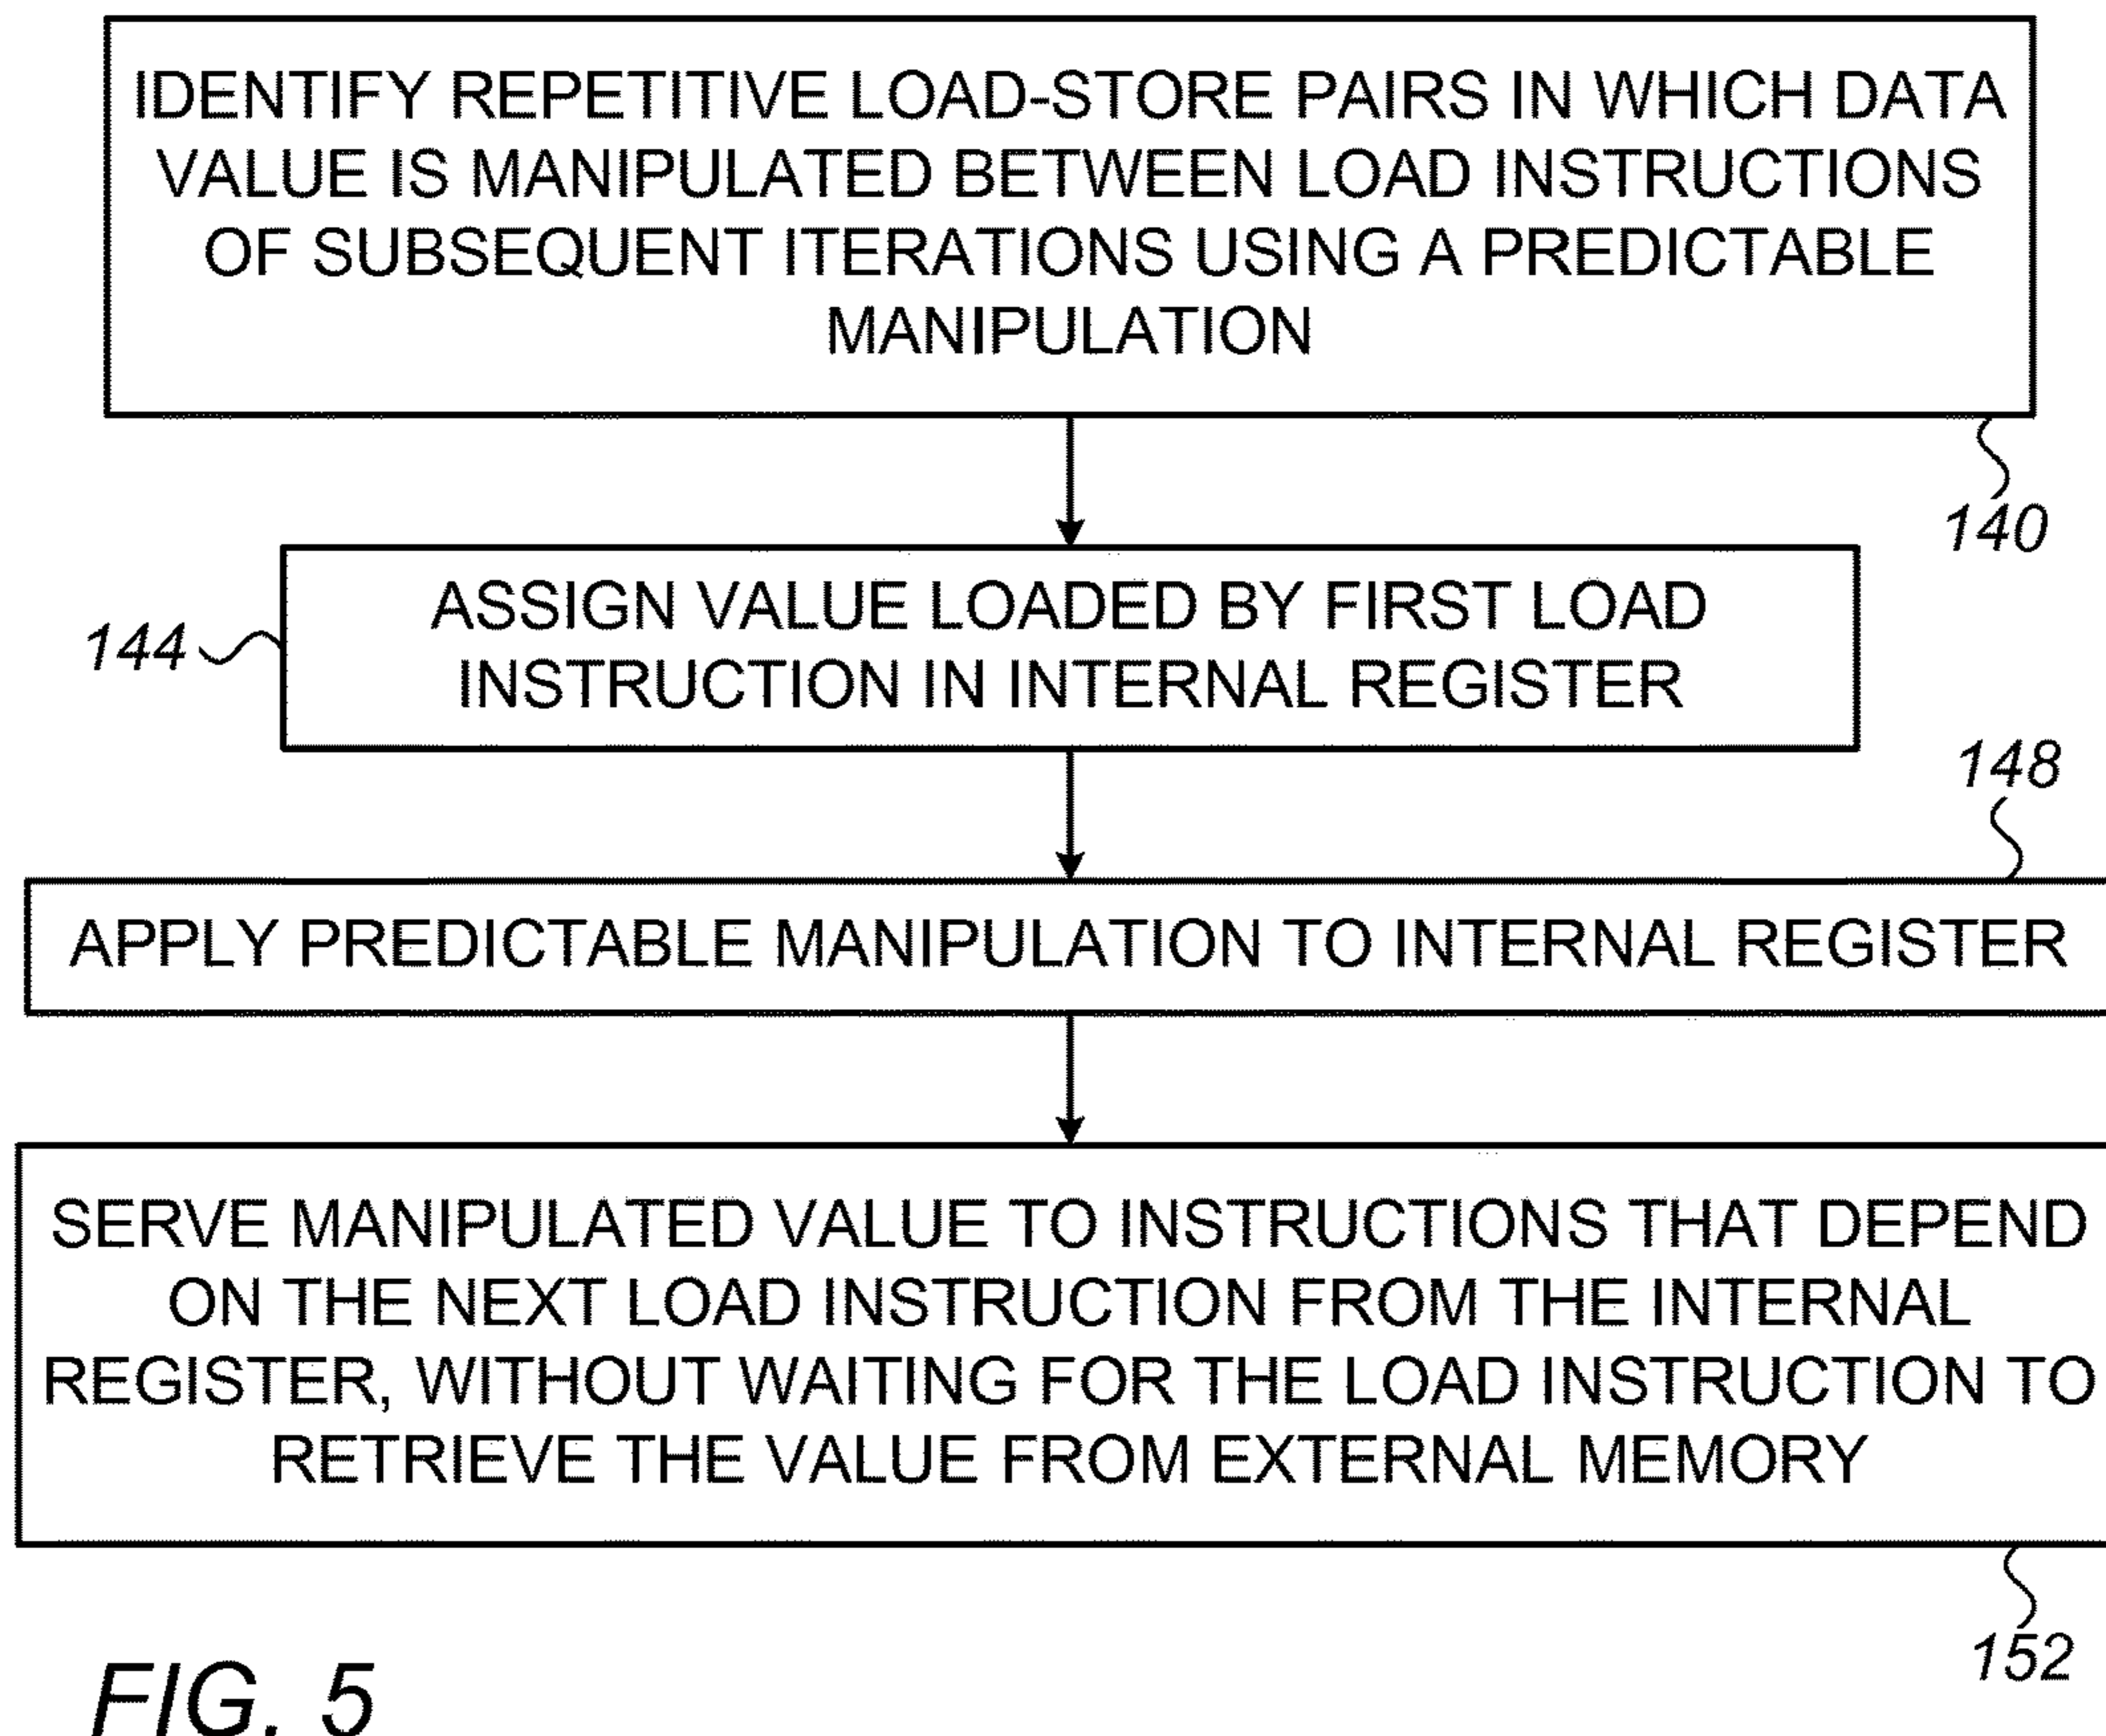 IDENTIFY REPETITIVE LOAD-STORE PAIRS IN WHICH DATA
VALUE IS MANIPULATED BETWEEN LOAD INSTRUCTIONS
OF SUBSEQUENT ITERATIONS USING A PREDICTABLE
MANIPULATION
140
ASSIGN VALUE LOADED BY FIRST LOAD
INSTRUCTION IN INTERNAL REGISTER
144
148
APPLY PREDICTABLE MANIPULATION TO INTERNAL REGISTER
SERVE MANIPULATED VALUE TO INSTRUCTIONS THAT DEPEND
ON THE NEXT LOAD INSTRUCTION FROM THE INTERNAL
REGISTER, WITHOUT WAITING FOR THE LOAD INSTRUCTION TO
RETRIEVE THE VALUE FROM EXTERNAL MEMORY
152
FIG. 5